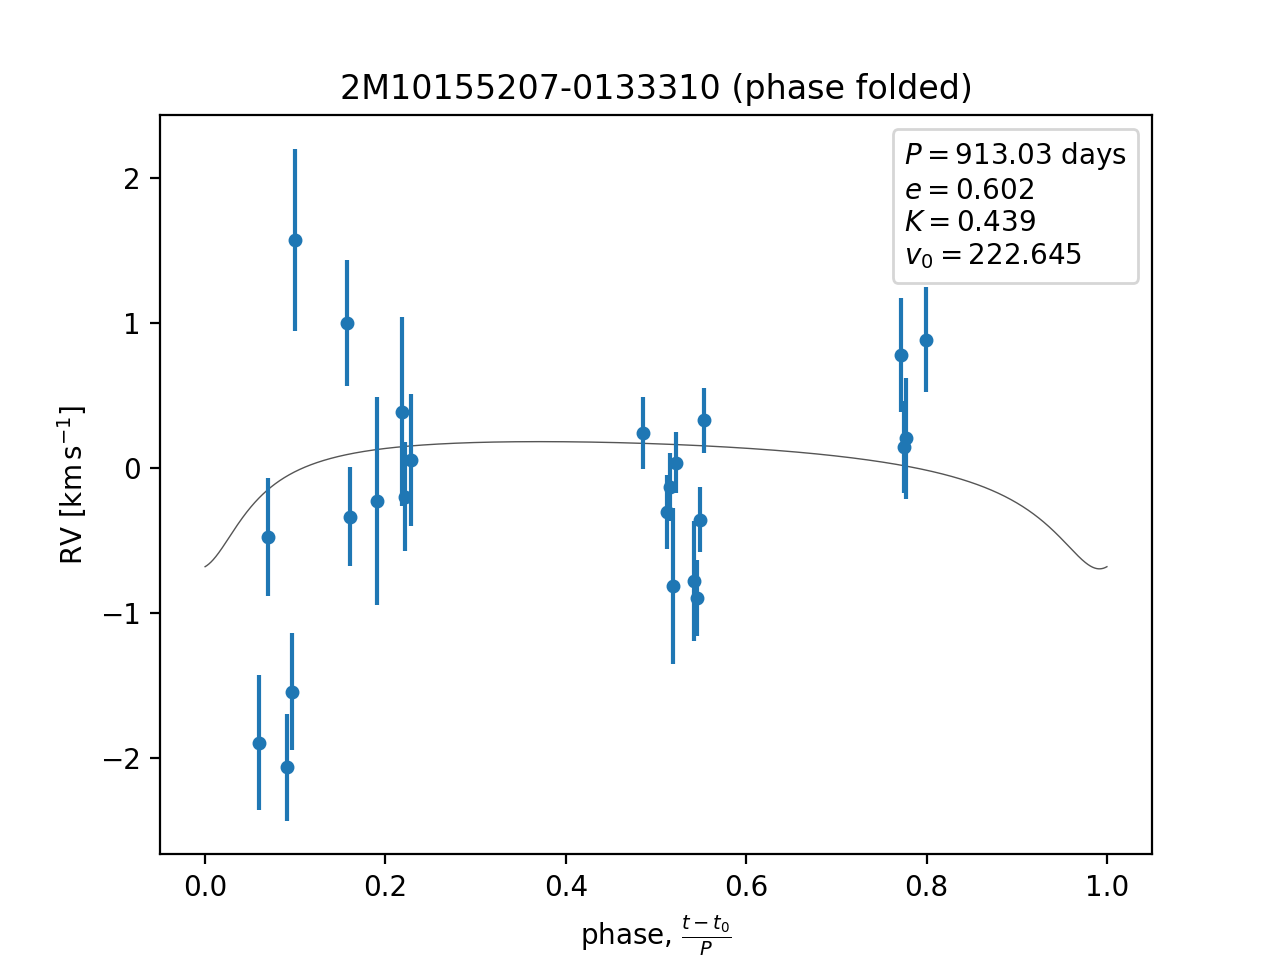 2M10155207-0133310 (phase folded)
P = 913.03 days
e = 0.602
K = 0.439
v₀ = 222.645
RV [km s⁻¹]
2
1
0
−1
−2
0.0 0.2 0.4 0.6 0.8 1.0
phase, (t − t₀)/P